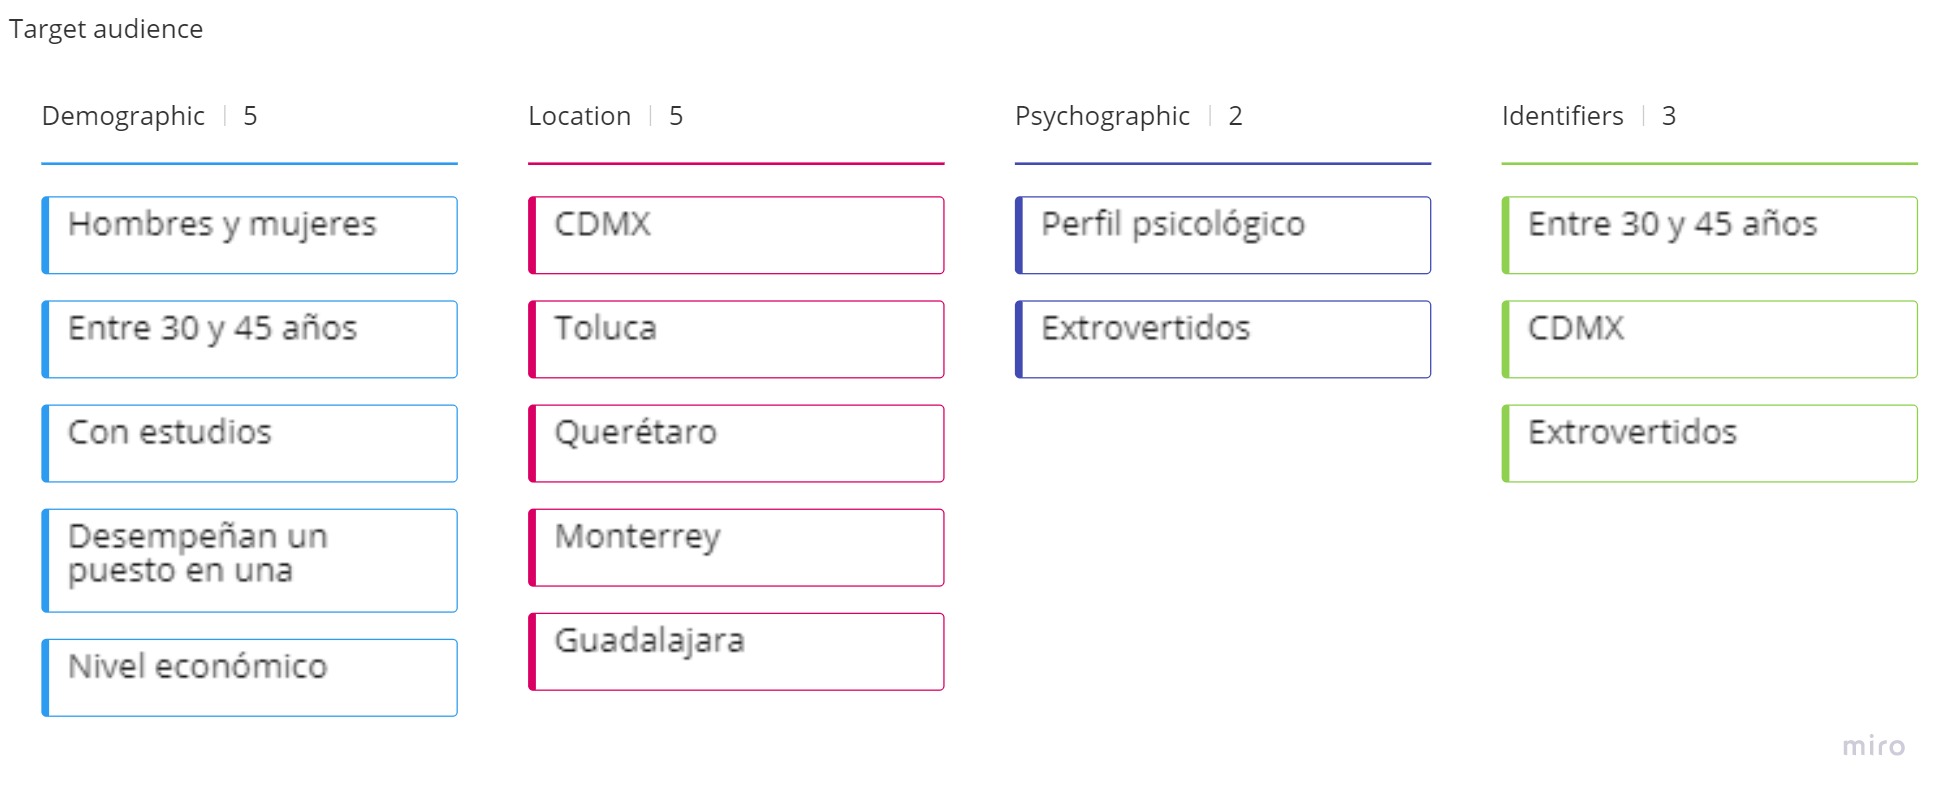 Target audience
Demographic | 5
Hombres y mujeres
Entre 30 y 45 años
Con estudios
Desempeñan un
puesto en una
Nivel económico
Location | 5
CDMX
Toluca
Querétaro
Monterrey
Guadalajara
Psychographic | 2
Perfil psicológico
Extrovertidos
Identifiers | 3
Entre 30 y 45 años
CDMX
Extrovertidos
miro